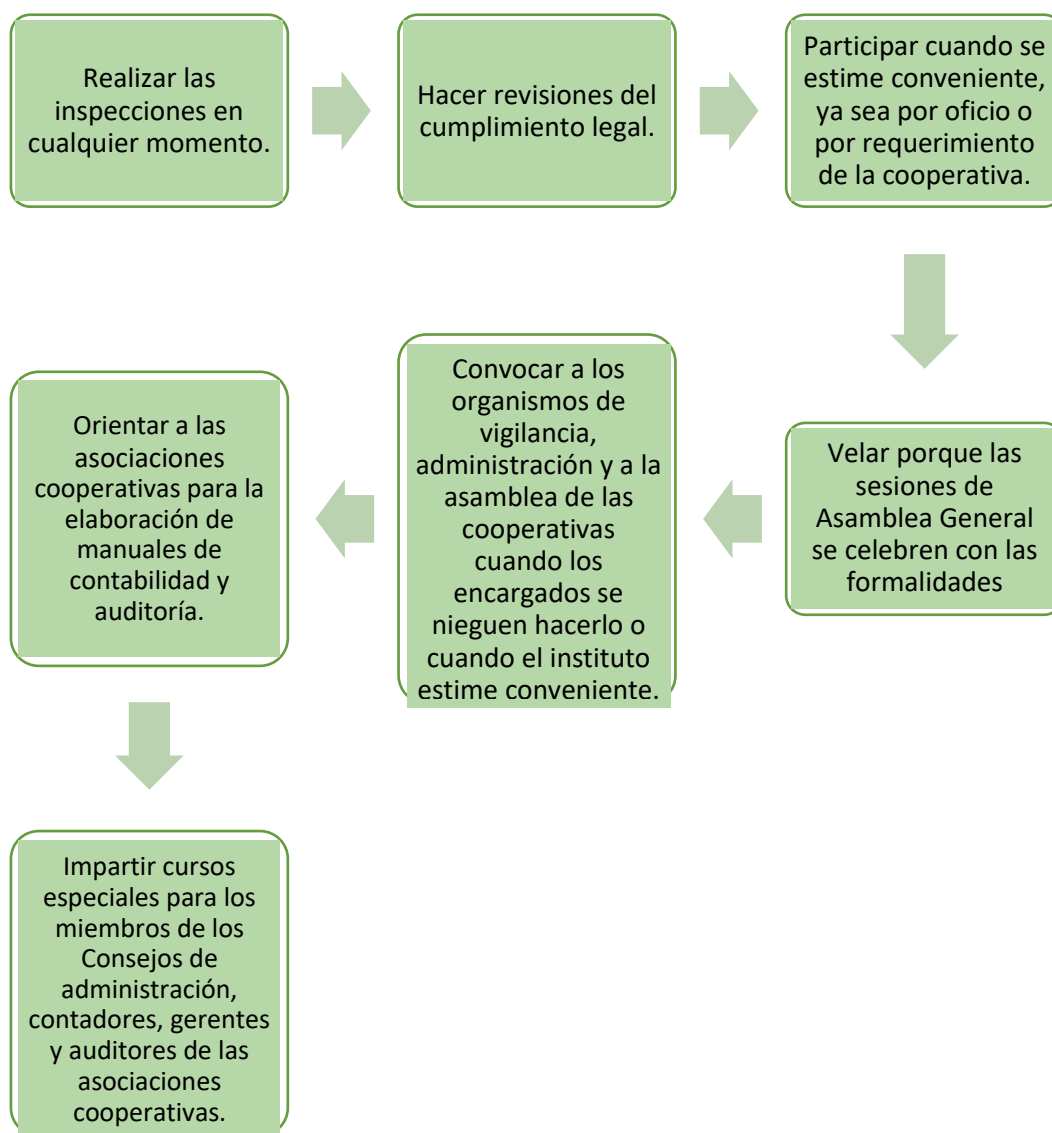 Realizar las
inspecciones en
cualquier momento.
Hacer revisiones del
cumplimiento legal.
Participar cuando se
estime conveniente,
ya sea por oficio o
por requerimiento
de la cooperativa.
Velar porque las
sesiones de
Asamblea General
se celebren con las
formalidades
Convocar a los
organismos de
vigilancia,
administración y a la
asamblea de las
cooperativas
cuando los
encargados se
nieguen hacerlo o
cuando el instituto
estime conveniente.
Orientar a las
asociaciones
cooperativas para la
elaboración de
manuales de
contabilidad y
auditoría.
Impartir cursos
especiales para los
miembros de los
Consejos de
administración,
contadores, gerentes
y auditores de las
asociaciones
cooperativas.